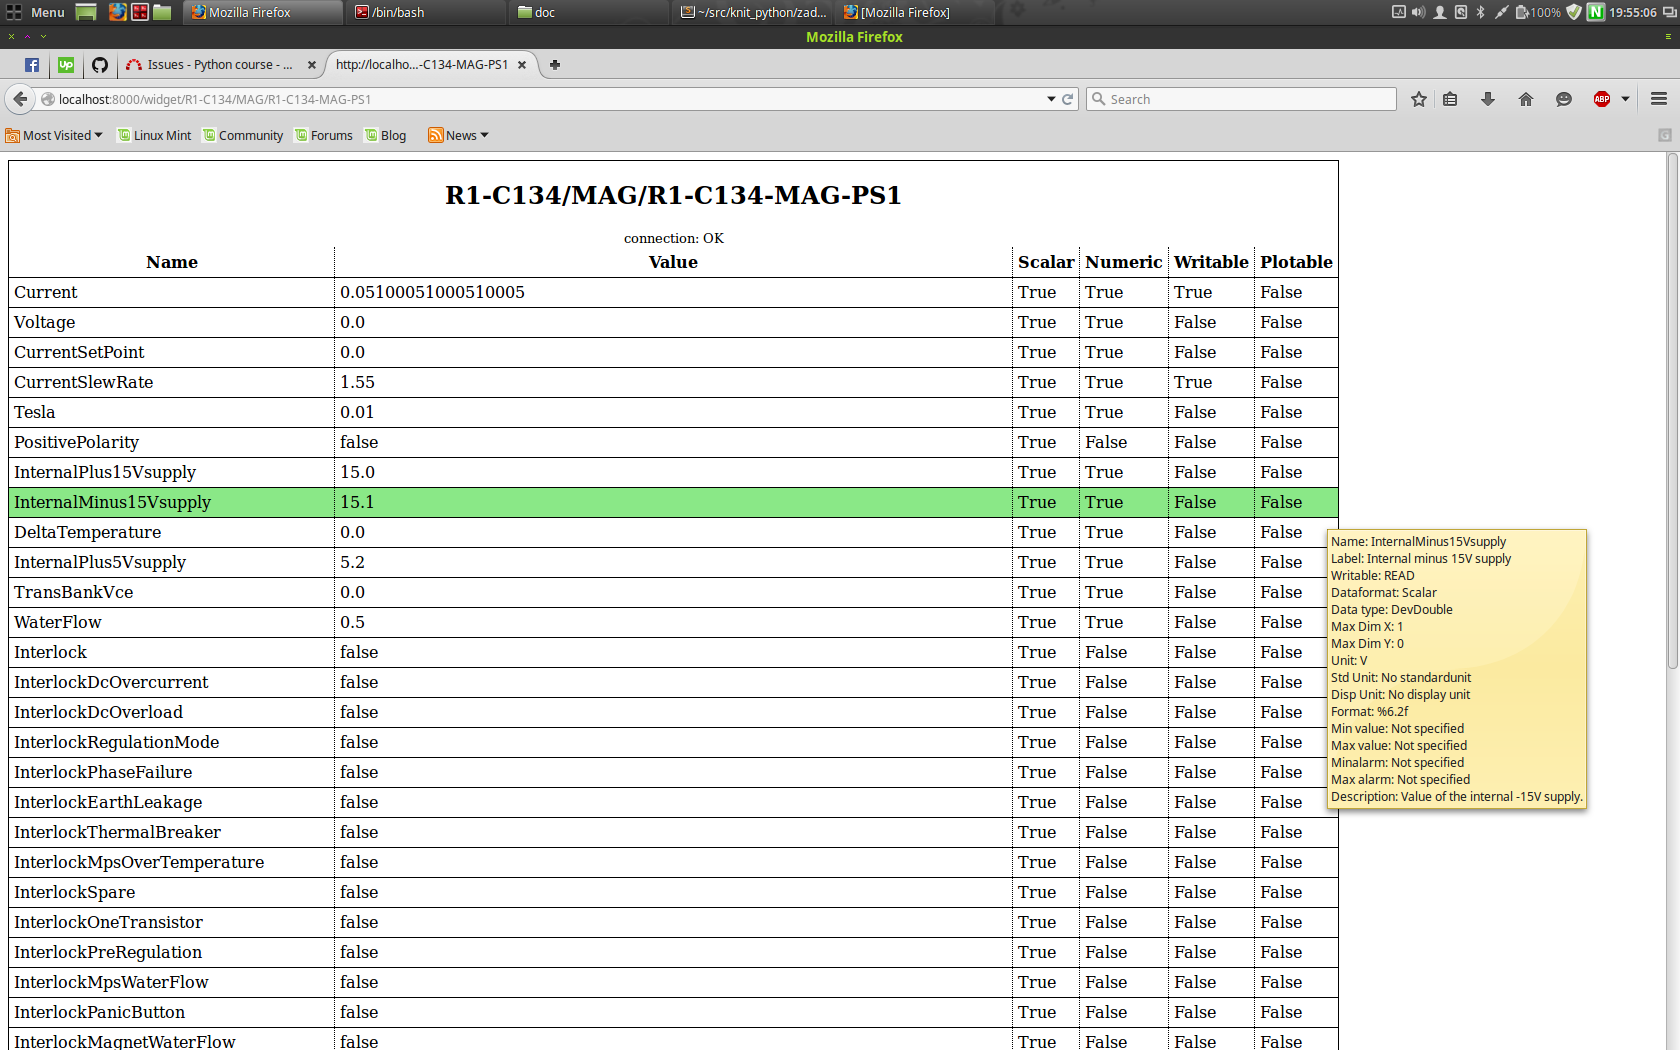 Menu Mozilla Firefox /bin/bash doc ~/src/knit_python/zad... [Mozilla Firefox] 100% N 19:55:06
Mozilla Firefox
f Up Issues - Python course - ... http://localho...-C134-MAG-PS1
localhost:8000/widget/R1-C134/MAG/R1-C134-MAG-PS1 Search ABP
Most Visited Linux Mint Community Forums Blog News G
R1-C134/MAG/R1-C134-MAG-PS1
connection: OK
Name Value Scalar Numeric Writable Plotable
Current 0.05100051000510005 True True True False
Voltage 0.0 True True False False
CurrentSetPoint 0.0 True True False False
CurrentSlewRate 1.55 True True True False
Tesla 0.01 True True False False
PositivePolarity false True False False False
InternalPlus15Vsupply 15.0 True True False False
InternalMinus15Vsupply 15.1 True True False False
DeltaTemperature 0.0 True True False False
InternalPlus5Vsupply 5.2 True True False False
TransBankVce 0.0 True True False False
WaterFlow 0.5 True True False False
Interlock false True False False False
InterlockDcOvercurrent false True False False False
InterlockDcOverload false True False False False
InterlockRegulationMode false True False False False
InterlockPhaseFailure false True False False False
InterlockEarthLeakage false True False False False
InterlockThermalBreaker false True False False False
InterlockMpsOverTemperature false True False False False
InterlockSpare false True False False False
InterlockOneTransistor false True False False False
InterlockPreRegulation false True False False False
InterlockMpsWaterFlow false True False False False
InterlockPanicButton false True False False False
InterlockMagnetWaterFlow false True False False False
Name: InternalMinus15Vsupply
Label: Internal minus 15V supply
Writable: READ
Dataformat: Scalar
Data type: DevDouble
Max Dim X: 1
Max Dim Y: 0
Unit: V
Std Unit: No standardunit
Disp Unit: No display unit
Format: %6.2f
Min value: Not specified
Max value: Not specified
Minalarm: Not specified
Max alarm: Not specified
Description: Value of the internal -15V supply.